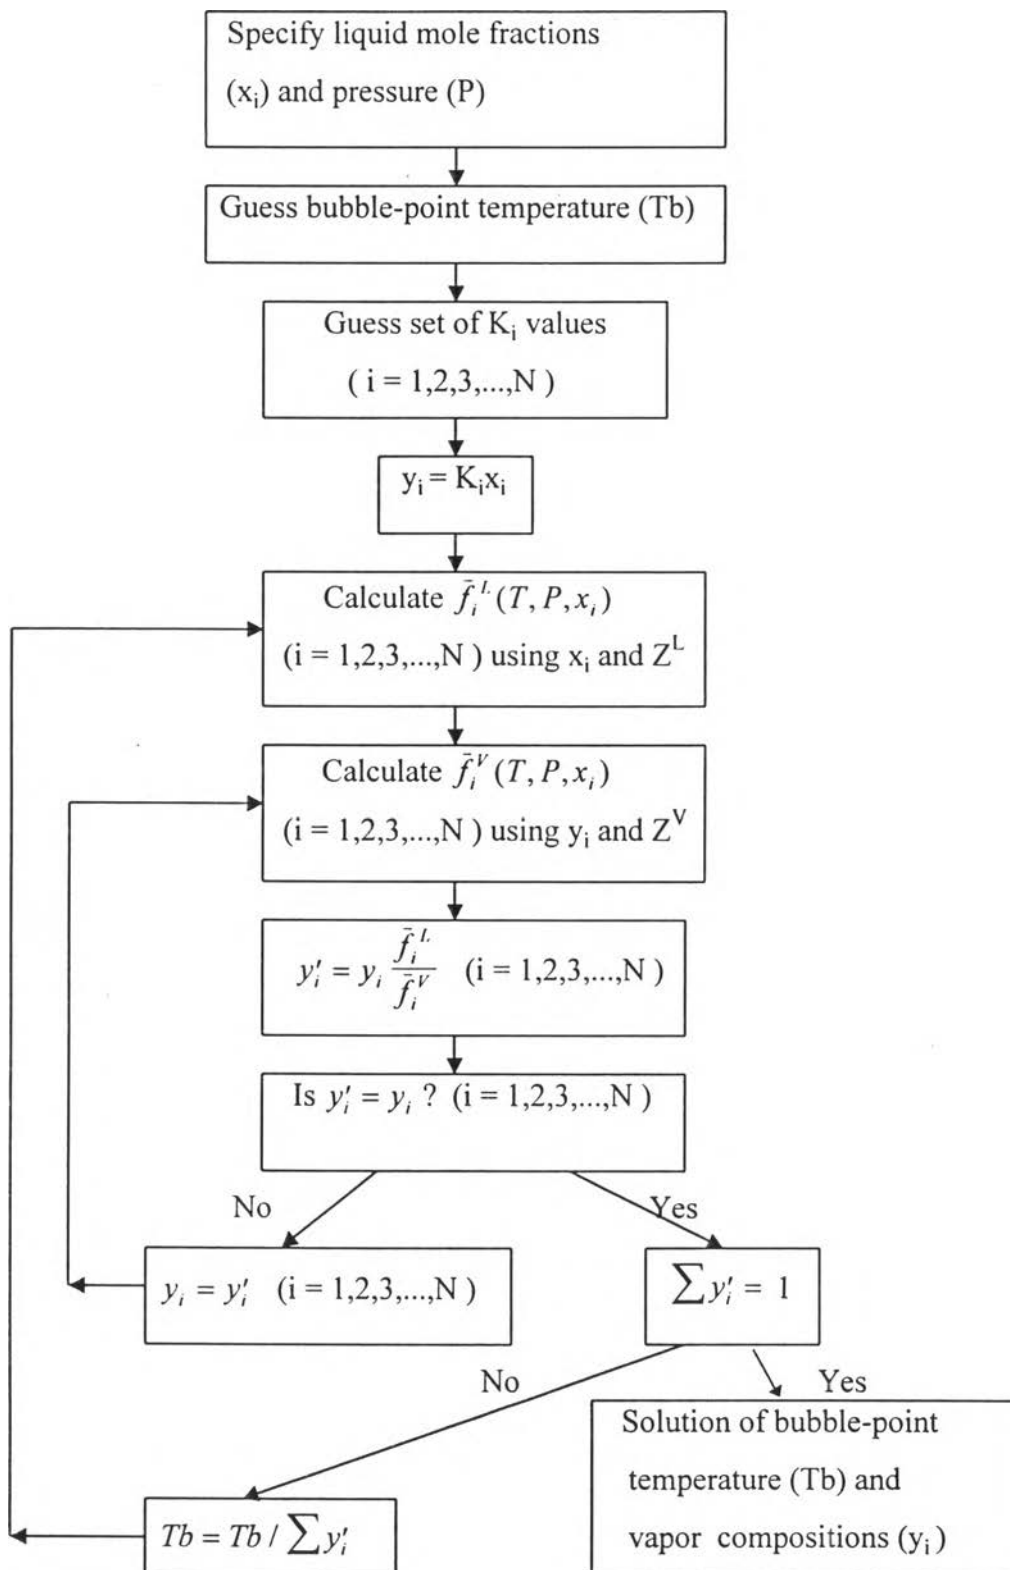 Specify liquid mole fractions
(xᵢ) and pressure (P)
Guess bubble-point temperature (Tb)
Guess set of Kᵢ values
( i = 1,2,3,...,N )
yᵢ = Kᵢxᵢ
Calculate f̄ᵢᴸ (T, P, xᵢ)
(i = 1,2,3,...,N ) using xᵢ and Zᴸ
Calculate f̄ᵢⱽ (T, P, xᵢ)
(i = 1,2,3,...,N ) using yᵢ and Zⱽ
y′ᵢ = yᵢ f̄ᵢᴸ / f̄ᵢⱽ (i = 1,2,3,...,N )
Is y′ᵢ = yᵢ ? (i = 1,2,3,...,N )
No
Yes
yᵢ = y′ᵢ (i = 1,2,3,...,N )
∑ y′ᵢ = 1
No
Yes
Solution of bubble-point
temperature (Tb) and
vapor compositions (yᵢ )
Tb = Tb / ∑ y′ᵢ